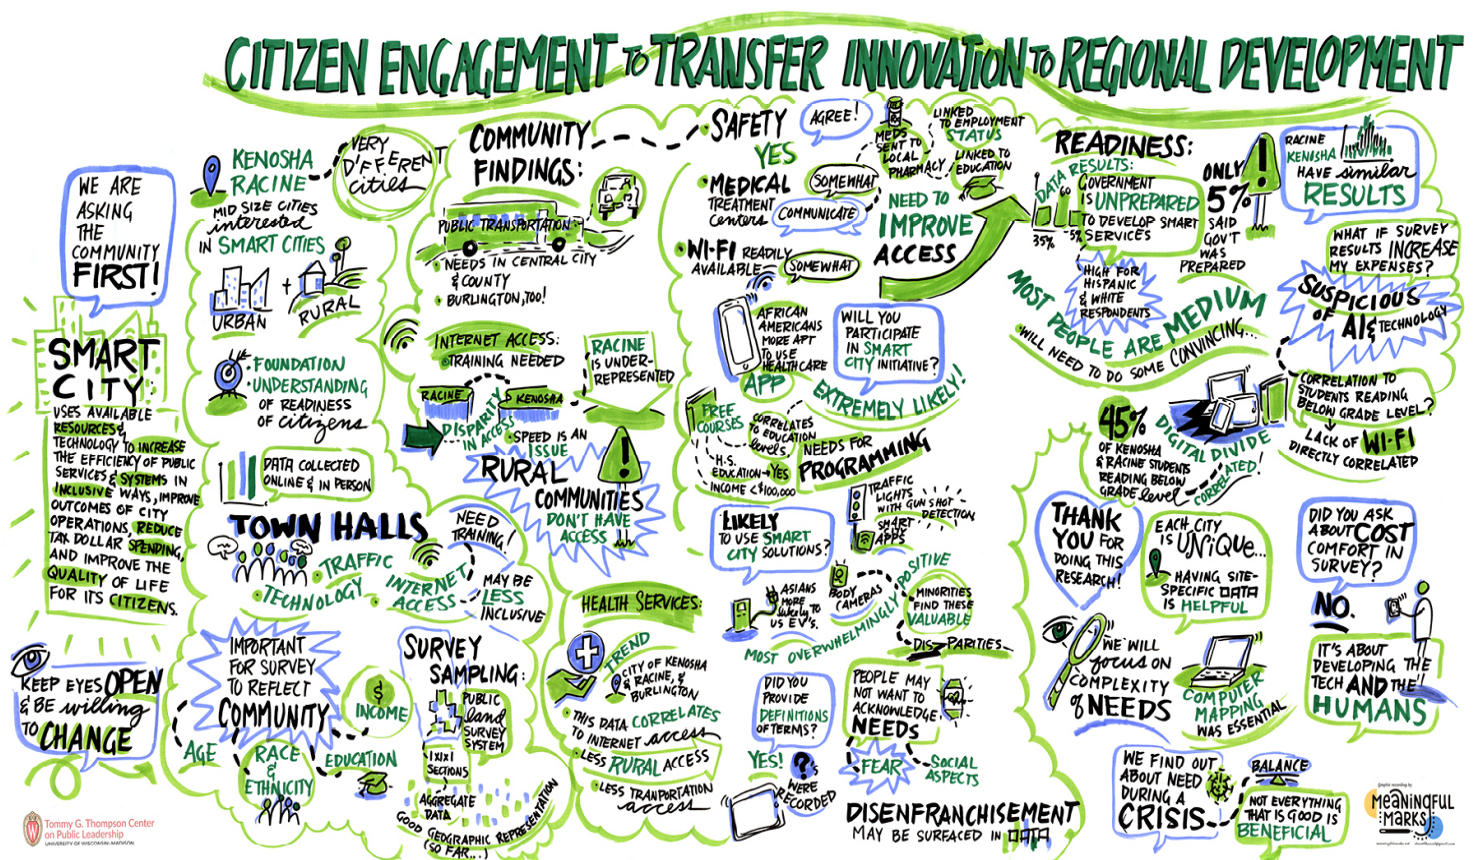 CITIZEN ENGAGEMENT TO TRANSFER INNOVATION TO REGIONAL DEVELOPMENT
WE ARE
ASKING
THE
COMMUNITY
FIRST!
SMART
CITY
USES AVAILABLE
RESOURCES &
TECHNOLOGY TO INCREASE
THE EFFICIENCY OF PUBLIC
SERVICES & SYSTEMS IN
INCLUSIVE WAYS, IMPROVE
OUTCOMES OF CITY
OPERATIONS, REDUCE
TAX DOLLAR SPENDING,
AND IMPROVE THE
QUALITY OF LIFE
FOR ITS CITIZENS.
KEEP EYES OPEN
& BE willing
TO CHANGE
Tommy G. Thompson Center
on Public Leadership
UNIVERSITY OF WISCONSIN-MADISON
KENOSHA
RACINE
MID SIZE CITIES
interested
IN SMART CITIES
VERY
DIFFERENT
cities
URBAN
+
RURAL
FOUNDATION
UNDERSTANDING
OF READINESS
OF citizens
DATA COLLECTED
ONLINE & IN PERSON
TOWN HALLS
TRAFFIC
TECHNOLOGY
INTERNET
ACCESS
NEED
TRAINING!
MAY BE
LESS
INCLUSIVE
IMPORTANT
FOR SURVEY
TO REFLECT
COMMUNITY
AGE
RACE
&
ETHNICITY
EDUCATION
$
INCOME
SURVEY
SAMPLING:
PUBLIC
land
SURVEY
SYSTEM
1X1X1
SECTIONS
AGGREGATE
DATA
GOOD GEOGRAPHIC REPRESENTATION
(SO FAR...)
COMMUNITY
FINDINGS:
PUBLIC TRANSPORTATION:
• NEEDS IN CENTRAL CITY
& COUNTY
• BURLINGTON, TOO!
INTERNET ACCESS:
• TRAINING NEEDED
RACINE
KENOSHA
DISPARITY
IN ACCESS
RACINE
IS UNDER-
REPRESENTED
• SPEED IS AN
ISSUE
RURAL
COMMUNITIES
DON'T HAVE
ACCESS
!
HEALTH SERVICES:
TREND
CITY OF KENOSHA
& RACINE, &
BURLINGTON
• THIS DATA CORRELATES
TO INTERNET access
• LESS RURAL ACCESS
• LESS TRANPORTATION
access
• SAFETY
YES
AGREE!
• MEDICAL
TREATMENT
centers
SOMEWHAT
COMMUNICATE
• WI-FI READILY
AVAILABLE
SOMEWHAT
MEDS
SENT TO
LOCAL
PHARMACY
LINKED
TO EMPLOYMENT
STATUS
LINKED TO
EDUCATION
NEED TO
IMPROVE
ACCESS
AFRICAN
AMERICANS
MORE APT
TO USE
HEALTHCARE
APP
WILL YOU
PARTICIPATE
IN SMART
CITY INITIATIVE?
EXTREMELY LIKELY!
FREE
COURSES
CORRELATES
TO EDUCATION
level
H.S.
EDUCATION → YES
INCOME < $100,000
NEEDS FOR
PROGRAMMING
LIKELY
TO USE SMART
CITY SOLUTIONS?
TRAFFIC
LIGHTS
WITH GUN SHOT
DETECTION
SMART
APPS
ASIANS
MORE
likely to
US EV'S.
BODY
CAMERAS
MOST OVERWHELMINGLY POSITIVE
MINORITIES
FIND THESE
VALUABLE
DISPARITIES
DID YOU
PROVIDE
DEFINITIONS
OF TERMS?
YES!
?'s
WERE
RECORDED
PEOPLE MAY
NOT WANT TO
ACKNOWLEDGE
NEEDS
FEAR
SOCIAL
ASPECTS
DISENFRANCHISEMENT
MAY BE SURFACED IN DATA
READINESS:
DATA RESULTS:
35%
60
5%
GOVERNMENT
IS UNPREPARED
TO DEVELOP SMART
SERVICES
ONLY
5%
SAID
GOV'T
WAS
PREPARED
!
HIGH FOR
HISPANIC
& WHITE
RESPONDENTS
MOST PEOPLE ARE MEDIUM
• WILL NEED TO DO SOME CONVINCING...
RACINE
KENOSHA
HAVE similar
RESULTS
WHAT IF SURVEY
RESULTS INCREASE
MY EXPENSES?
SUSPICIOUS
OF AI & TECHNOLOGY
45%
OF KENOSHA
& RACINE STUDENTS
READING BELOW
GRADE level
DIGITAL DIVIDE
CORRELATED!
CORRELATION TO
STUDENTS READING
BELOW GRADE LEVEL?
LACK OF WI-FI
DIRECTLY CORRELATED
THANK
YOU FOR
DOING THIS
RESEARCH!
EACH CITY
IS UNiQUe...
HAVING SITE-
SPECIFIC DATA
IS HELPFUL
DID YOU ASK
ABOUT COST
COMFORT IN
SURVEY?
NO.
WE WILL
focus ON
COMPLEXITY
of NEEDS
COMPUTER
MAPPING
WAS ESSENTIAL
IT'S ABOUT
DEVELOPING THE
TECH AND THE
HUMANS
WE FIND OUT
ABOUT NEED
DURING A
CRISIS
BALANCE
NOT EVERYTHING
THAT IS GOOD IS
BENEFICIAL
Graphic recording by
MEANINGFUL
MARKS